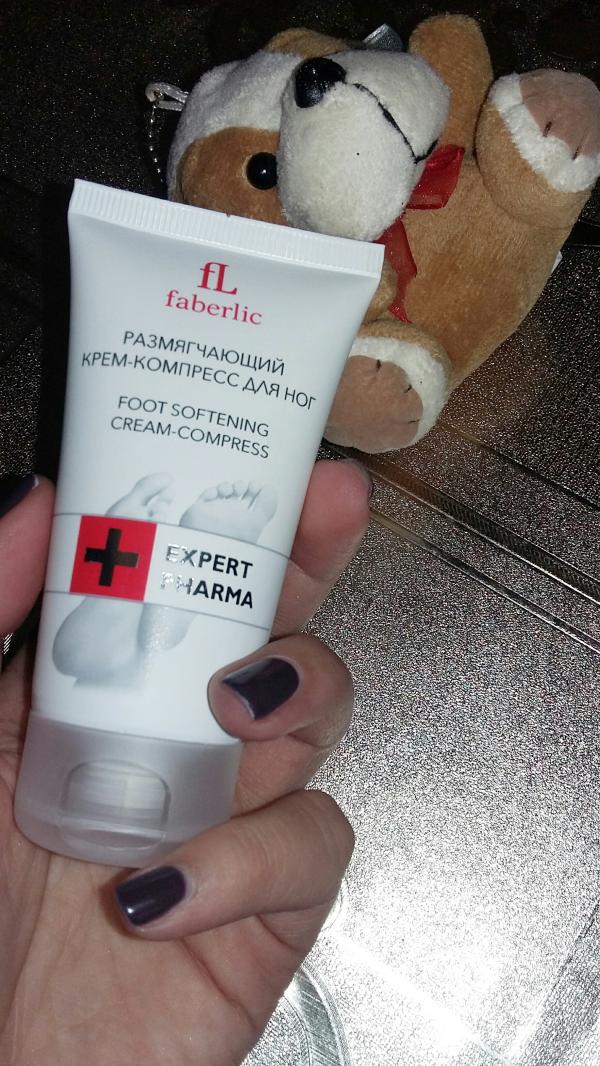 fL
faberlic
РАЗМЯГЧАЮЩИЙ
КРЕМ-КОМПРЕСС ДЛЯ НОГ
FOOT SOFTENING
CREAM-COMPRESS
EXPERT
PHARMA